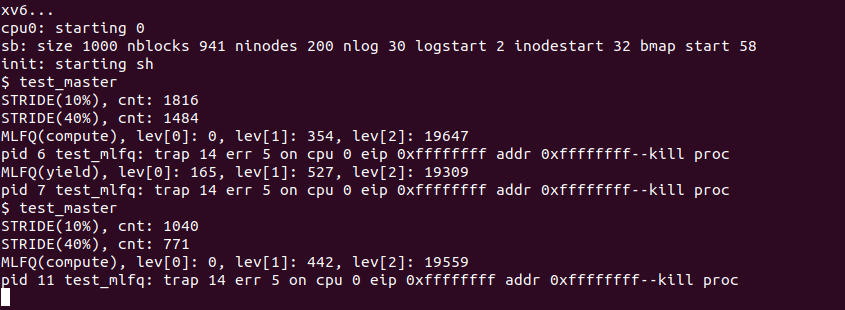 xv6...
cpu0: starting 0
sb: size 1000 nblocks 941 ninodes 200 nlog 30 logstart 2 inodestart 32 bmap start 58
init: starting sh
$ test_master
STRIDE(10%), cnt: 1816
STRIDE(40%), cnt: 1484
MLFQ(compute), lev[0]: 0, lev[1]: 354, lev[2]: 19647
pid 6 test_mlfq: trap 14 err 5 on cpu 0 eip 0xffffffff addr 0xffffffff--kill proc
MLFQ(yield), lev[0]: 165, lev[1]: 527, lev[2]: 19309
pid 7 test_mlfq: trap 14 err 5 on cpu 0 eip 0xffffffff addr 0xffffffff--kill proc
$ test_master
STRIDE(10%), cnt: 1040
STRIDE(40%), cnt: 771
MLFQ(compute), lev[0]: 0, lev[1]: 442, lev[2]: 19559
pid 11 test_mlfq: trap 14 err 5 on cpu 0 eip 0xffffffff addr 0xffffffff--kill proc